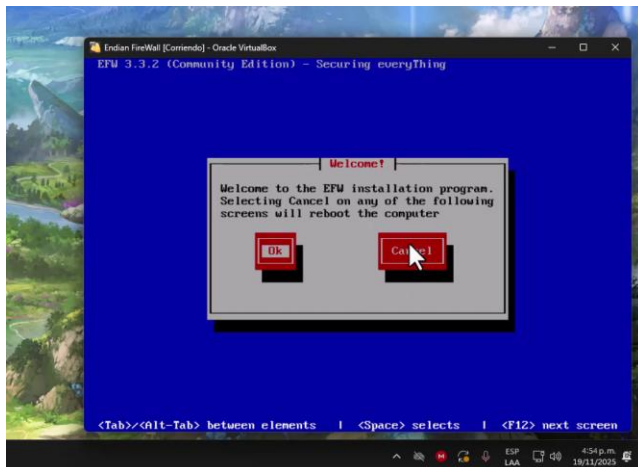 Endian FireWall [Corriendo] - Oracle VirtualBox
EFW 3.3.2 (Community Edition) - Securing everyThing
Welcome!
Welcome to the EFW installation program.
Selecting Cancel on any of the following
screens will reboot the computer
Ok Cancel
<Tab>/<Alt-Tab> between elements | <Space> selects | <F12> next screen
ESP 4:54 p.m.
LAA 19/11/2025